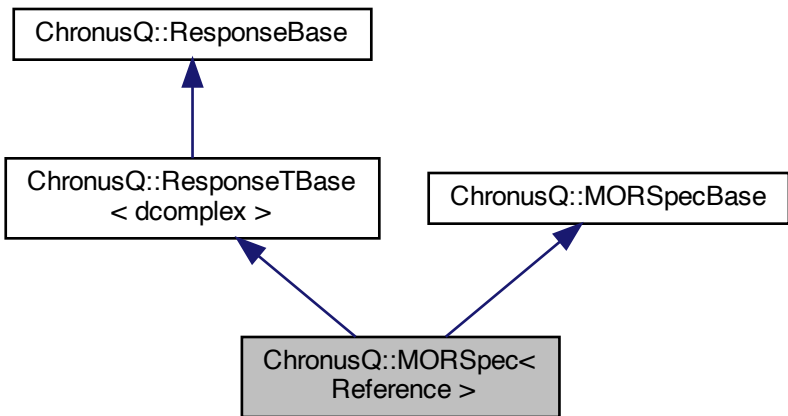 ChronusQ::ResponseBase
ChronusQ::ResponseTBase
< dcomplex >
ChronusQ::MORSpecBase
ChronusQ::MORSpec<
Reference >